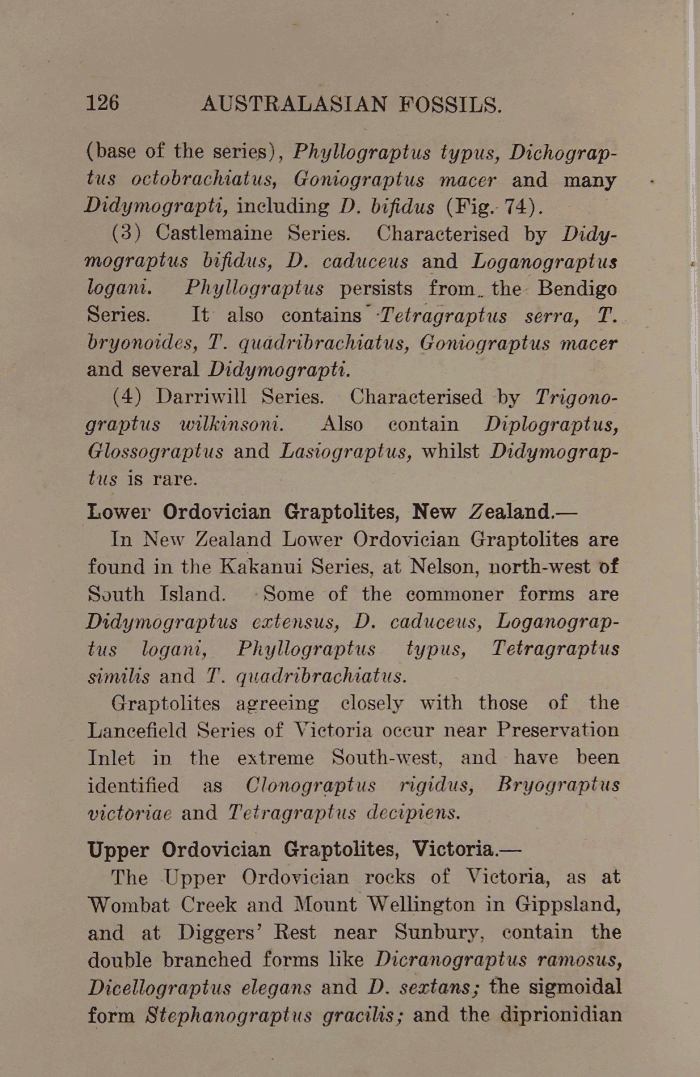 126 AUSTRALASIAN FOSSILS.
(base of the series), Phyllograptus typus, Dichograp-
tus octobrachiatus, Goniograptus macer and many
Didymograpti, including D. bifidus (Fig. 74).
(3) Castlemaine Series. Characterised by Didy-
mograptus bifidus, D. caduceus and Loganograptus
logani. Phyllograptus persists from the Bendigo
Series. It also contains Tetragraptus serra, T.
bryonoides, T. quadribrachiatus, Goniograptus macer
and several Didymograpti.
(4) Darriwill Series. Characterised by Trigono-
graptus wilkinsoni. Also contain Diplograptus,
Glossograptus and Lasiograptus, whilst Didymograp-
tus is rare.
Lower Ordovician Graptolites, New Zealand.—
In New Zealand Lower Ordovician Graptolites are
found in the Kakanui Series, at Nelson, north-west of
South Island. Some of the commoner forms are
Didymograptus extensus, D. caduceus, Loganograp-
tus logani, Phyllograptus typus, Tetragraptus
similis and T. quadribrachiatus.
Graptolites agreeing closely with those of the
Lancefield Series of Victoria occur near Preservation
Inlet in the extreme South-west, and have been
identified as Clonograptus rigidus, Bryograptus
victoriae and Tetragraptus decipiens.
Upper Ordovician Graptolites, Victoria.—
The Upper Ordovician rocks of Victoria, as at
Wombat Creek and Mount Wellington in Gippsland,
and at Diggers' Rest near Sunbury, contain the
double branched forms like Dicranograptus ramosus,
Dicellograptus elegans and D. sextans; the sigmoidal
form Stephanograptus gracilis; and the diprionidian